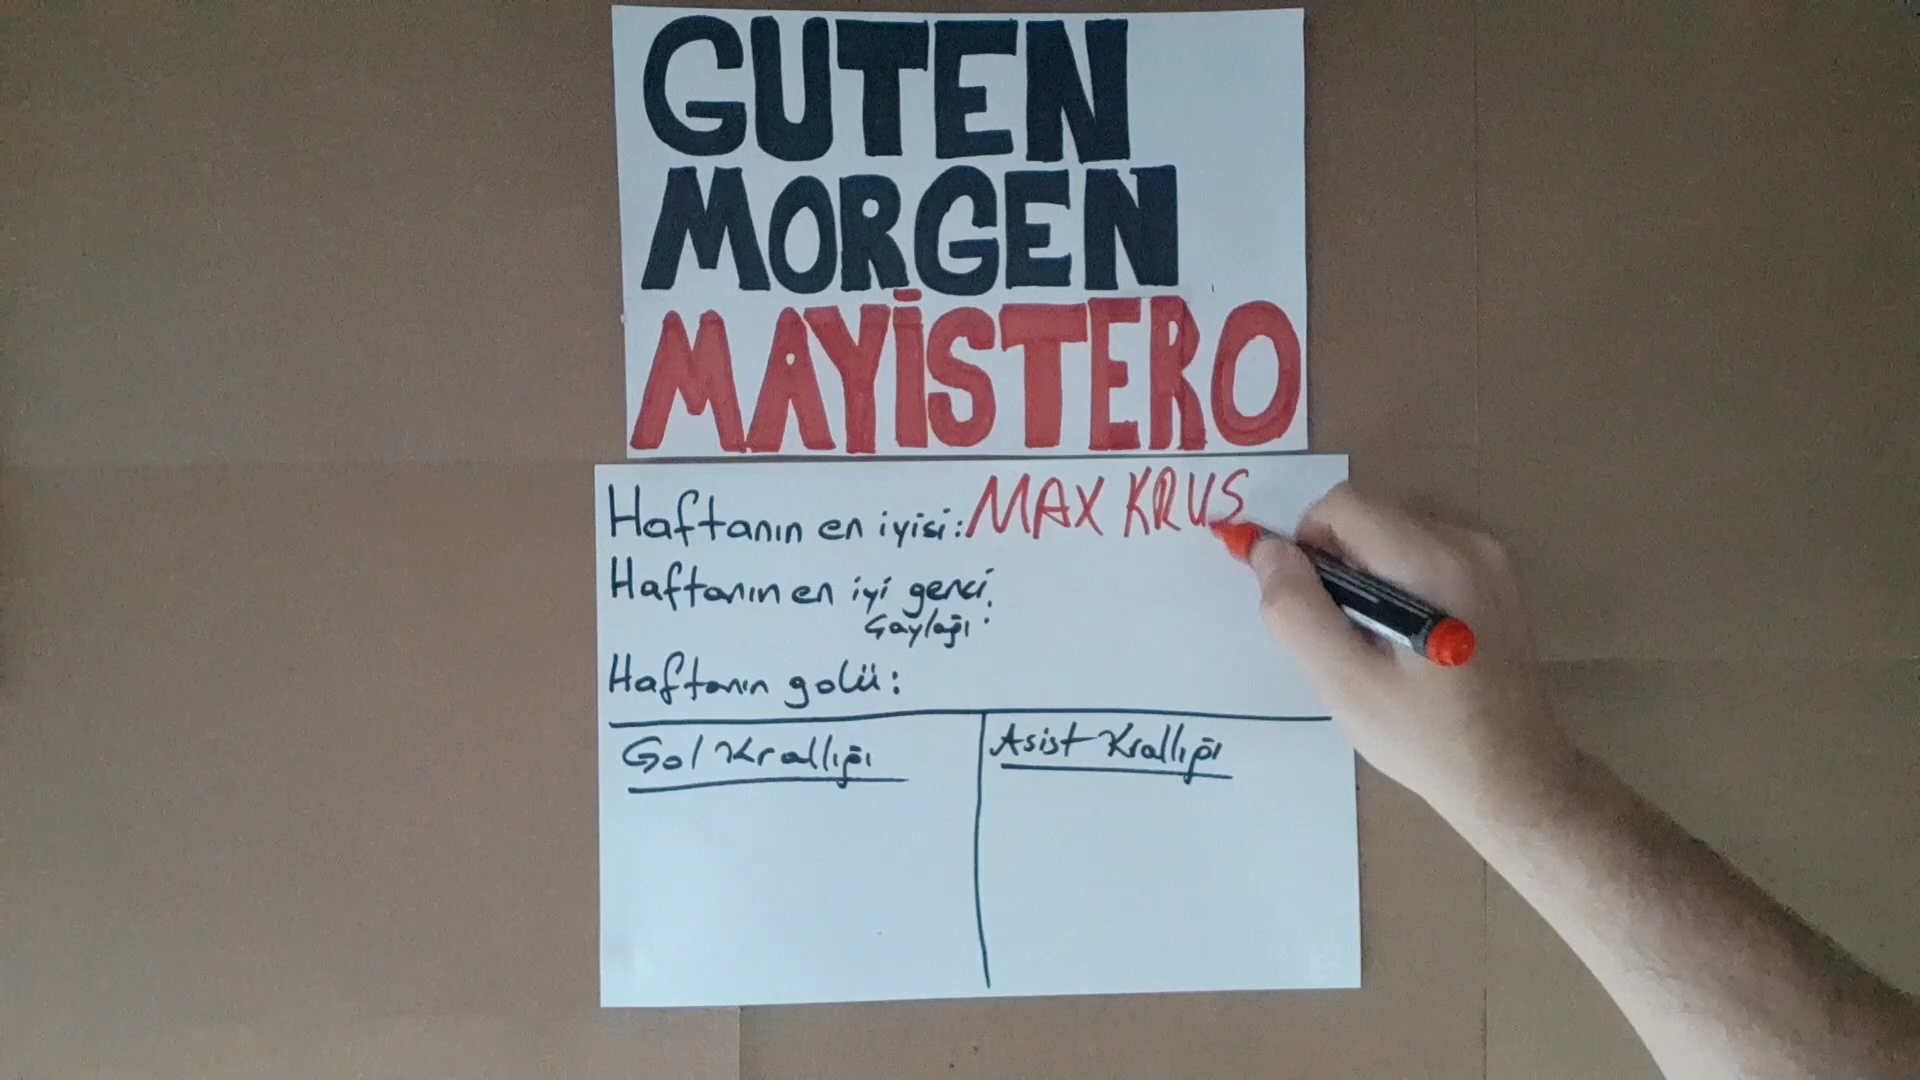 GUTEN
MORGEN
MAYİSTERO
Haftanın en iyisi: MAX KRUS
Haftanın en iyi genci
Çaylağı :
Haftanın golü:
Gol Krallığı
Asist Krallığı